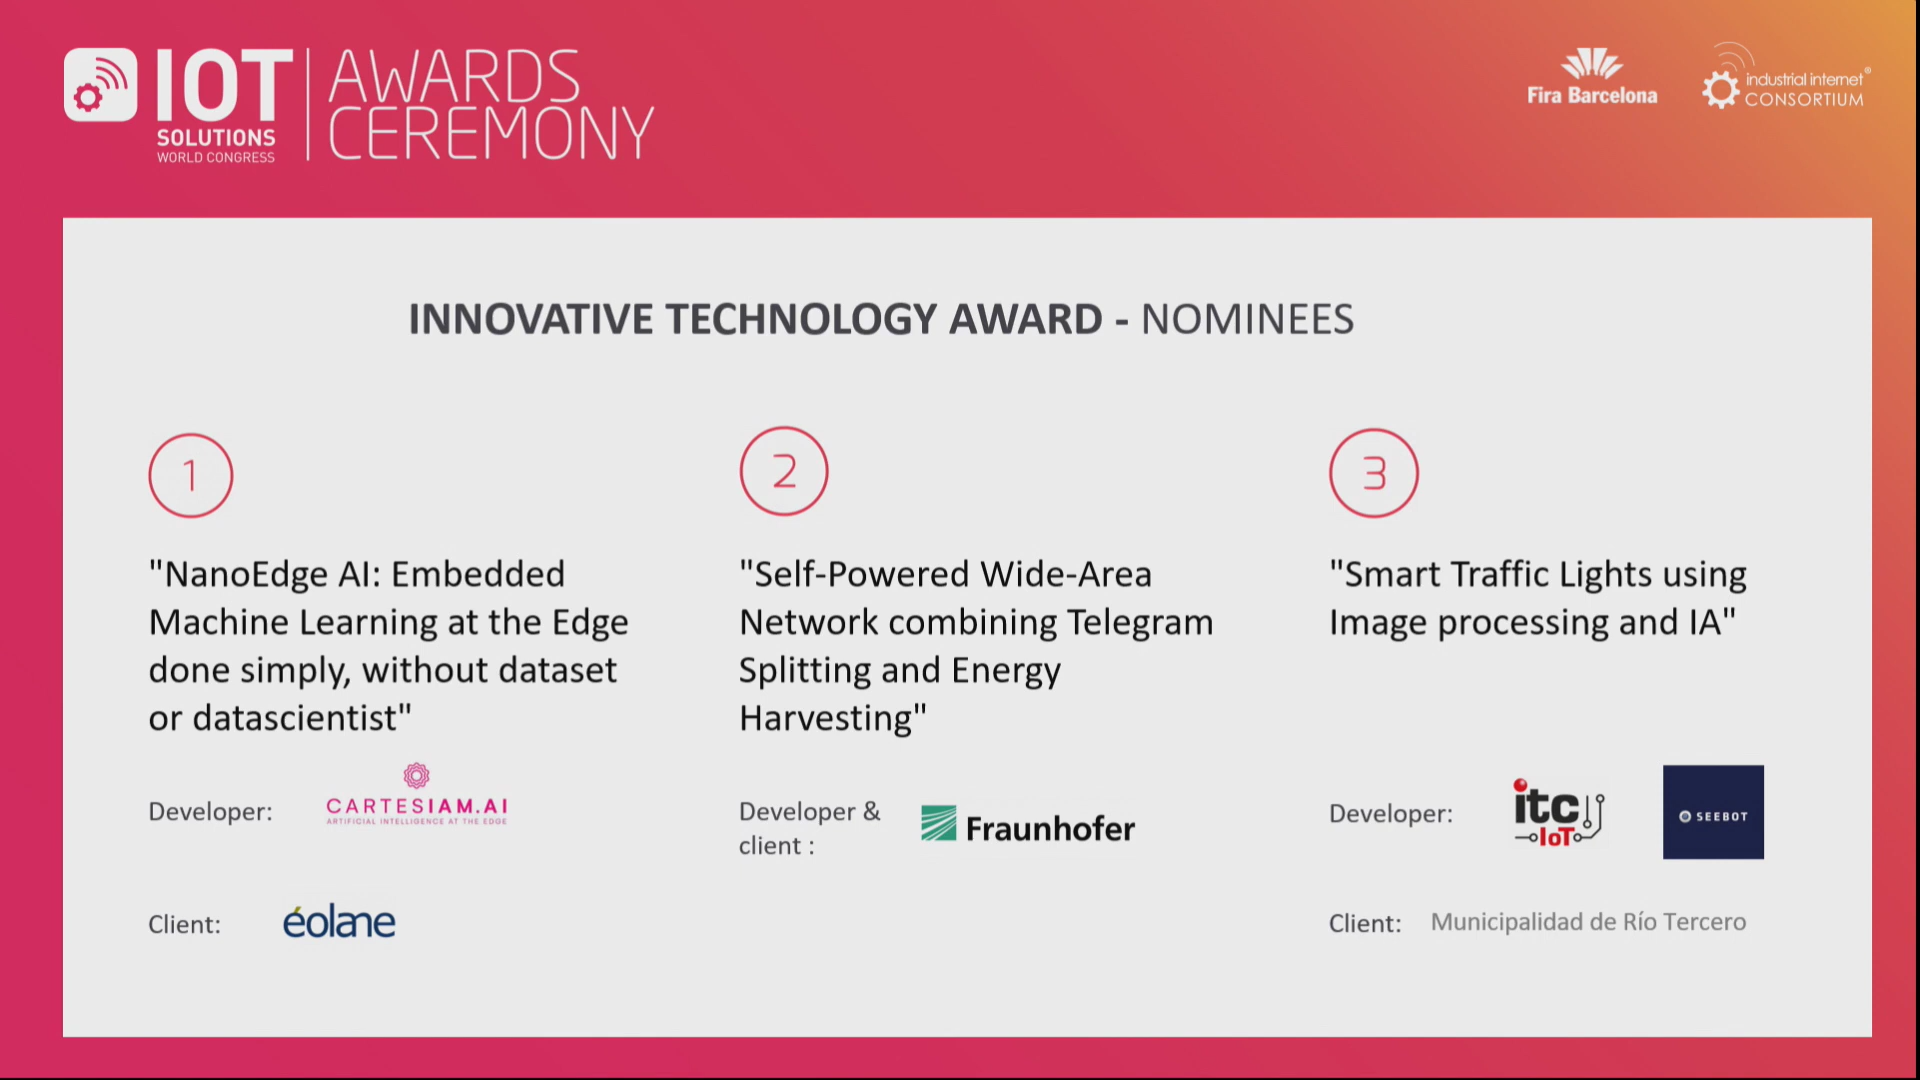 IOT
SOLUTIONS
WORLD CONGRESS
AWARDS
CEREMONY
Fira Barcelona
industrial internet®
CONSORTIUM
INNOVATIVE TECHNOLOGY AWARD - NOMINEES
1
"NanoEdge AI: Embedded
Machine Learning at the Edge
done simply, without dataset
or datascientist"
Developer:
CARTESIAM.AI
ARTIFICIAL INTELLIGENCE AT THE EDGE
Client:
éolane
2
"Self-Powered Wide-Area
Network combining Telegram
Splitting and Energy
Harvesting"
Developer &
client :
Fraunhofer
3
"Smart Traffic Lights using
Image processing and IA"
Developer:
itc
IoT
SEEBOT
Client:
Municipalidad de Río Tercero